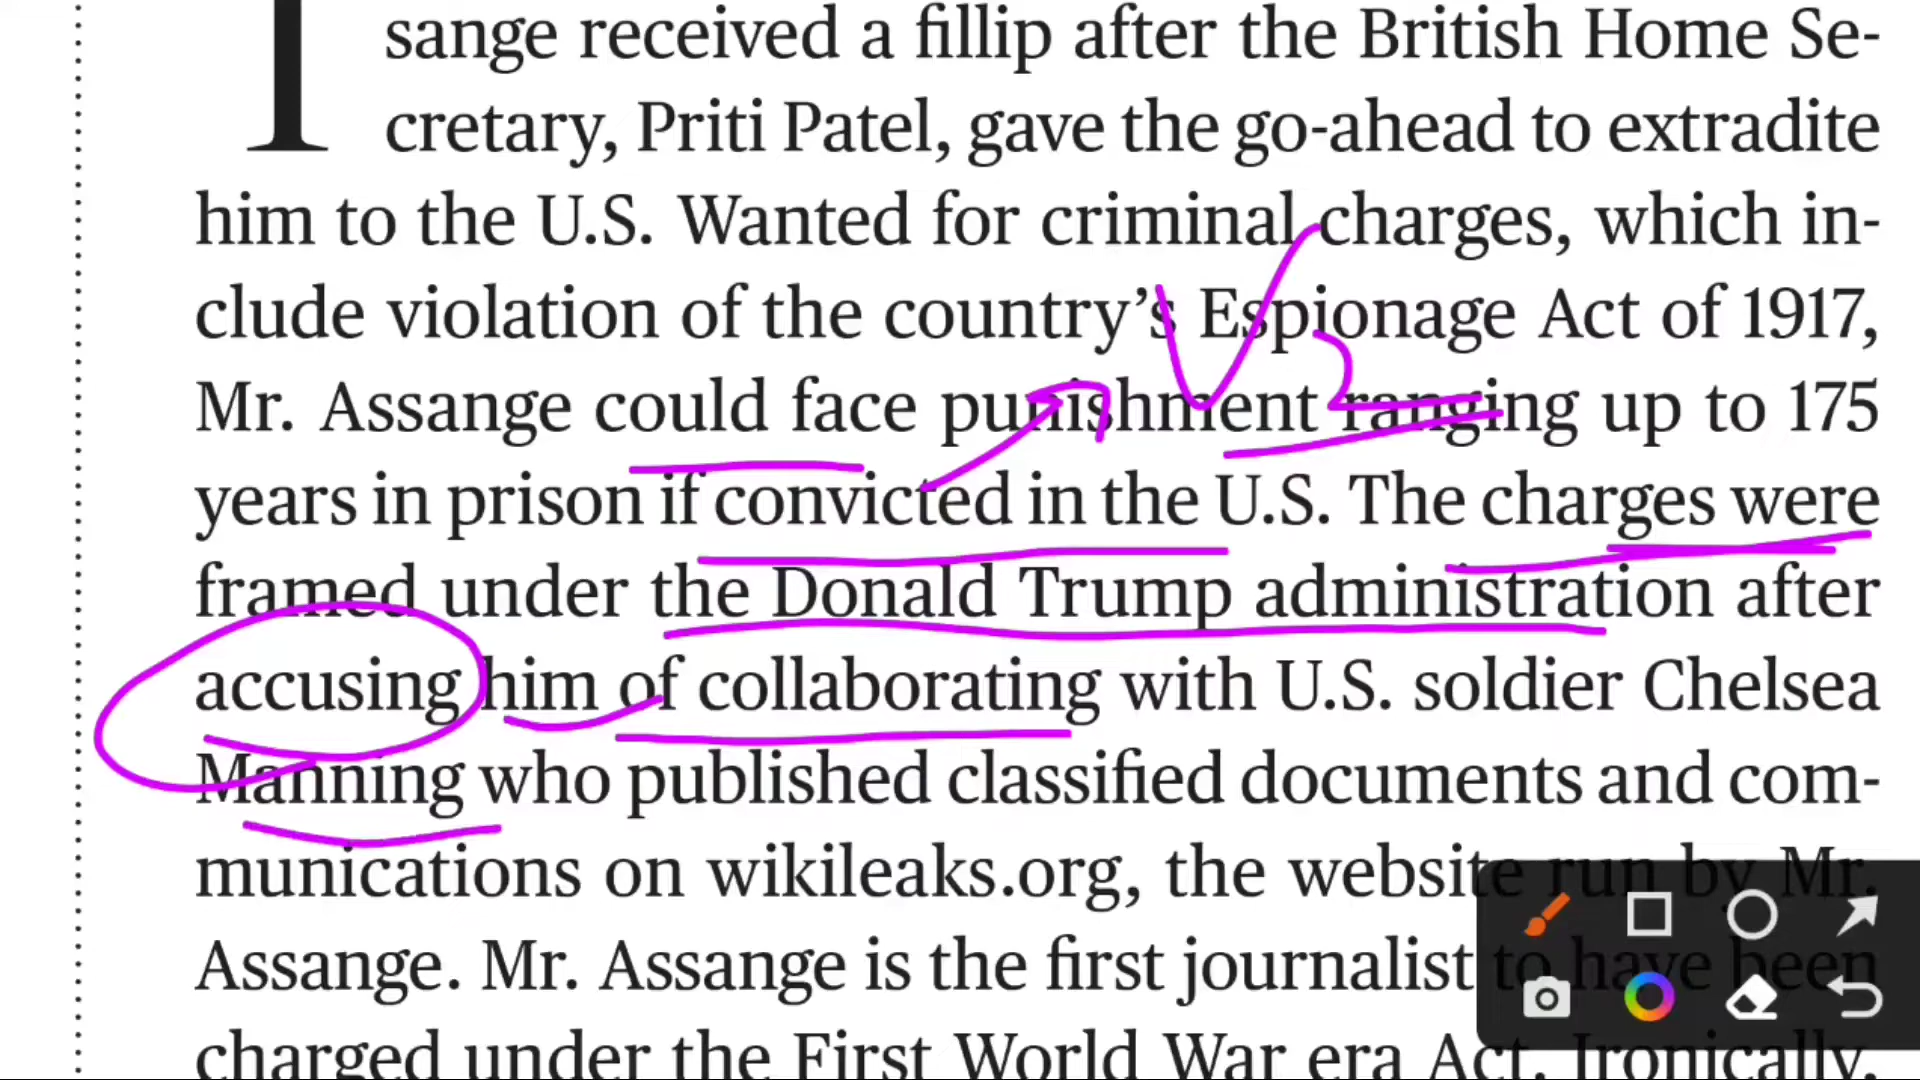 I
sange received a fillip after the British Home Se-
cretary, Priti Patel, gave the go-ahead to extradite
him to the U.S. Wanted for criminal charges, which in-
clude violation of the country’s Espionage Act of 1917,
Mr. Assange could face punishment ranging up to 175
years in prison if convicted in the U.S. The charges were
framed under the Donald Trump administration after
accusing him of collaborating with U.S. soldier Chelsea
Manning who published classified documents and com-
munications on wikileaks.org, the website run by Mr.
Assange. Mr. Assange is the first journalist to have been
charged under the First World War era Act. Ironically,